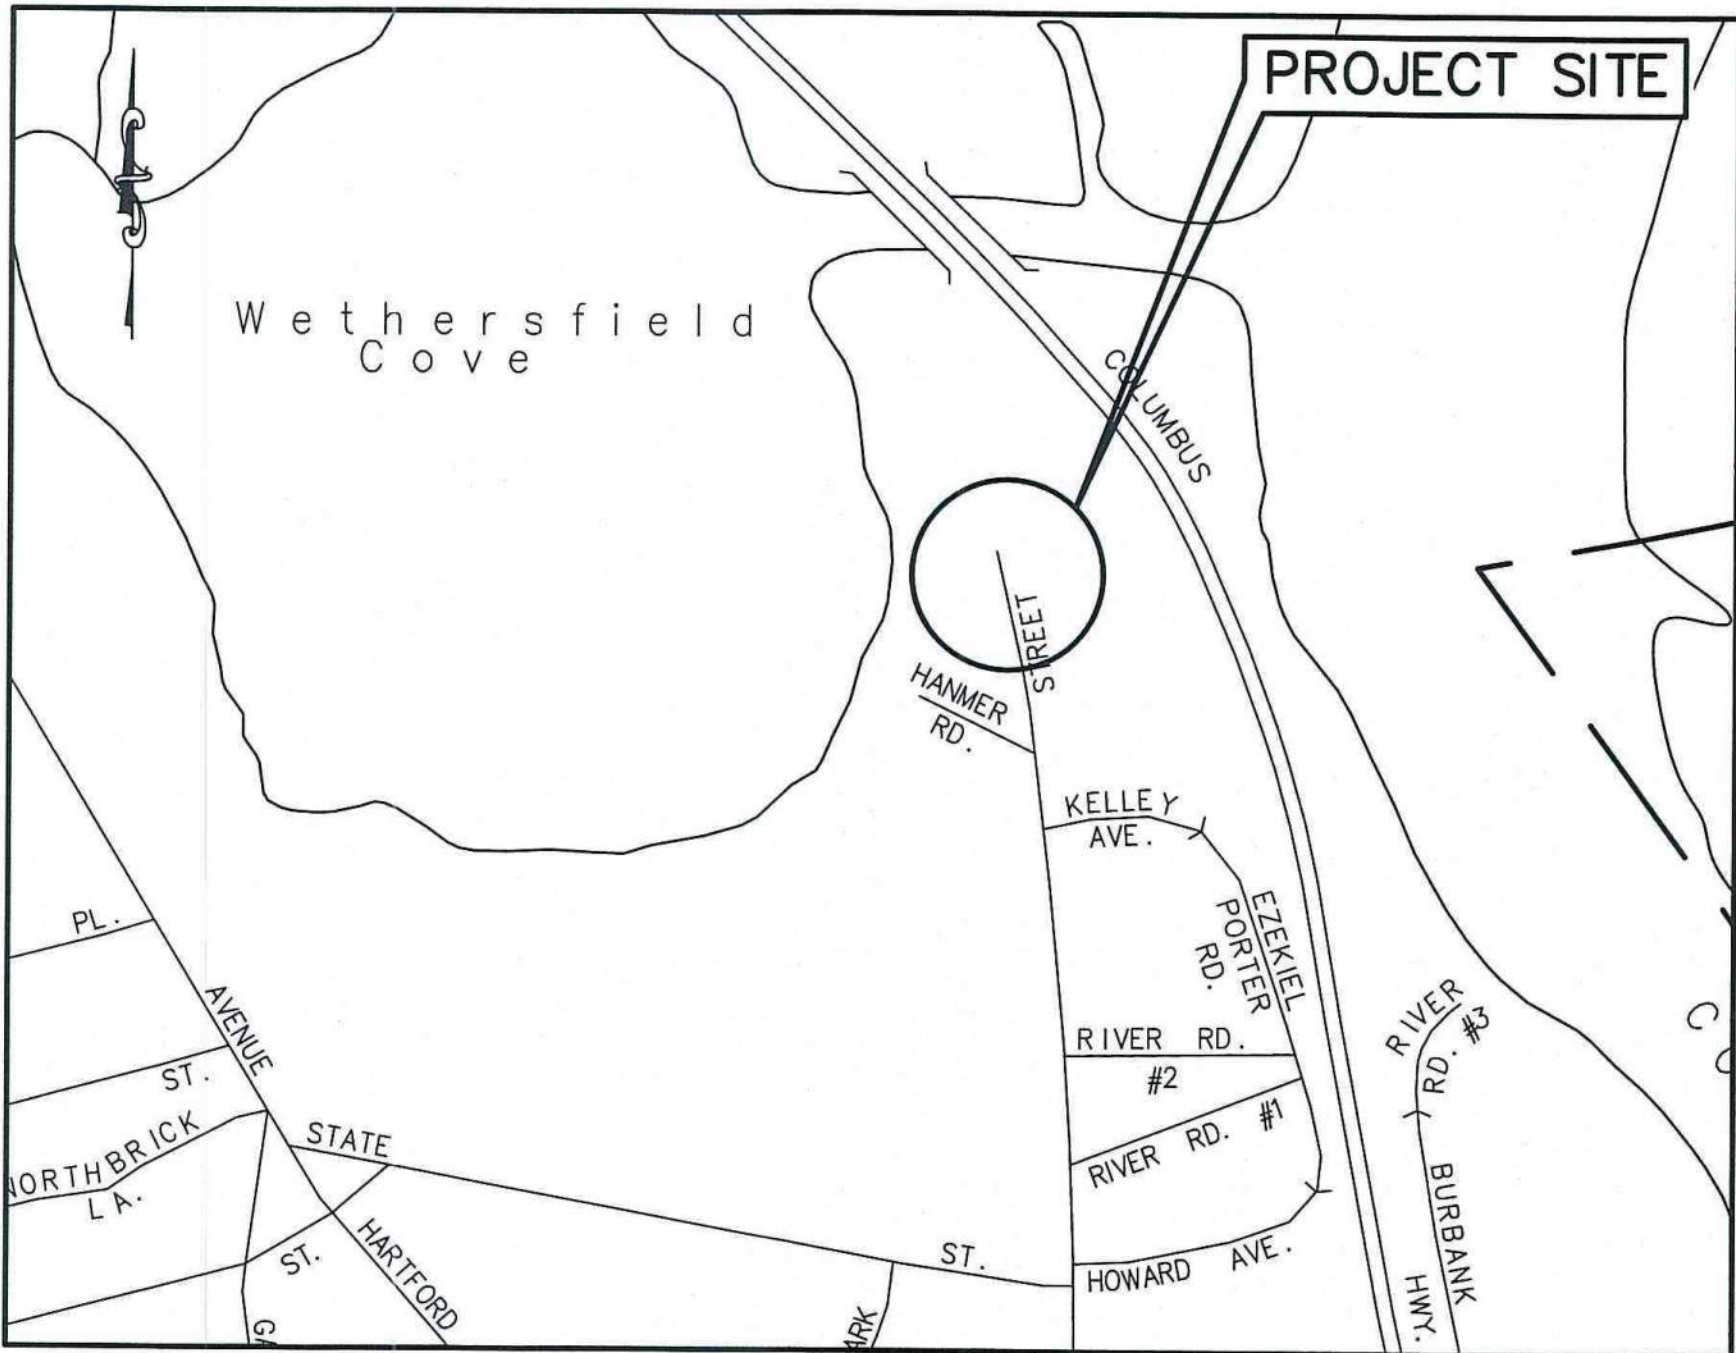 PROJECT SITE
Wethersfield
Cove
COLUMBUS
STREET
HANMER
RD.
KELLEY
AVE.
EZEKIEL
PORTER
RD.
PL.
AVENUE
RIVER RD.
#2
RIVER
RD. #3
ST.
RIVER RD. #1
STATE
NORTHBRICK
LA.
BURBANK
HARTFORD
ST.
ST.
HOWARD AVE.
HWY.